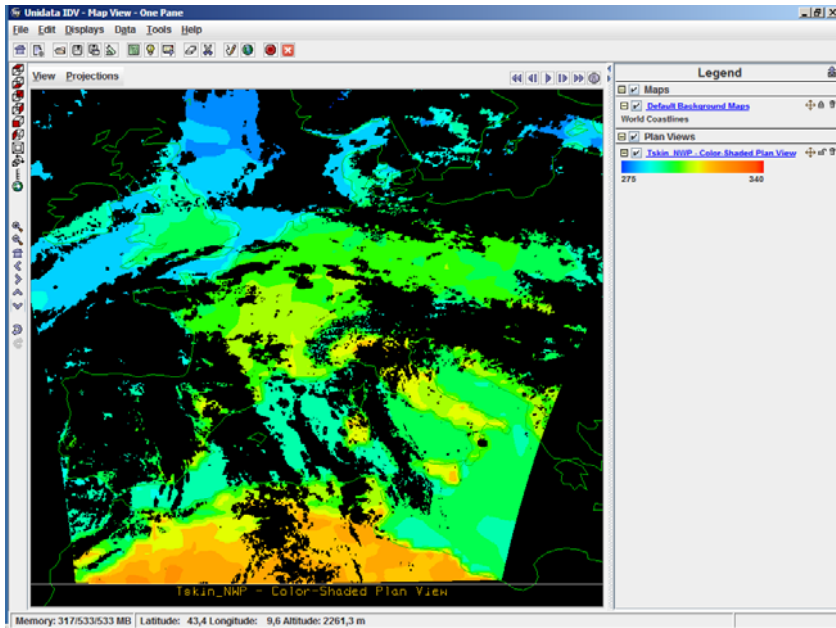 Unidata IDV - Map View - One Pane
File Edit Displays Data Tools Help
View Projections
Legend
Maps
Default Background Maps
World Coastlines
Plan Views
Tskin_NWP - Color-Shaded Plan View
275 340
Tskin_NWP - Color-Shaded Plan View
Memory: 317/533/533 MB Latitude: 43,4 Longitude: 9,6 Altitude: 2261,3 m